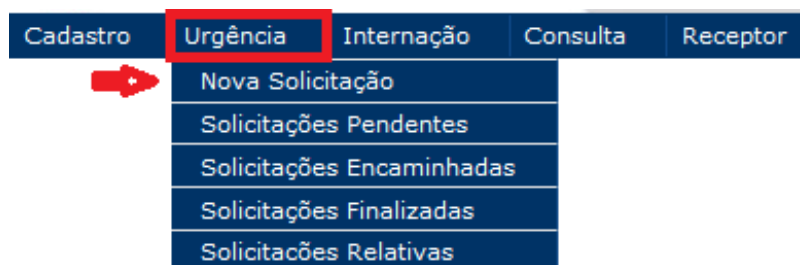 Cadastro Urgência Internação Consulta Receptor
Nova Solicitação
Solicitações Pendentes
Solicitações Encaminhadas
Solicitações Finalizadas
Solicitações Relativas